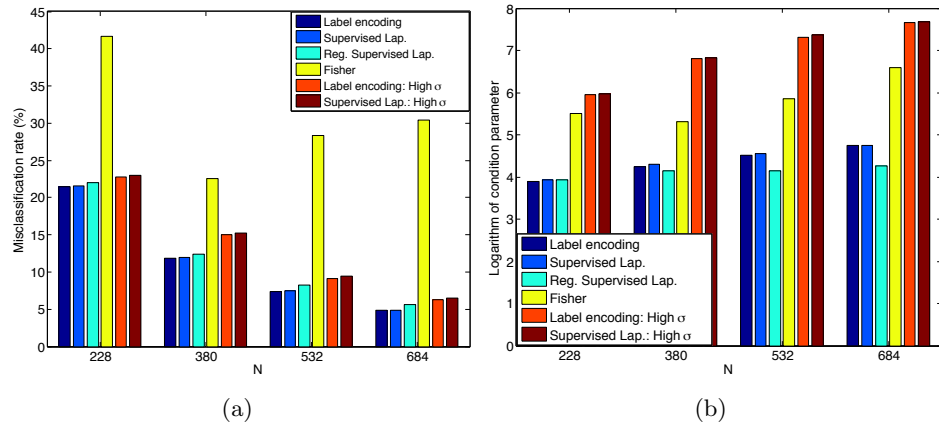 45
40
35
30
25
20
15
10
5
0
Misclassification rate (%)
Label encoding
Supervised Lap.
Reg. Supervised Lap.
Fisher
Label encoding: High σ
Supervised Lap.: High σ
228 380 532 684
N
(a)
8
7
6
5
4
3
2
1
0
Logarithm of condition parameter
Label encoding
Supervised Lap.
Reg. Supervised Lap.
Fisher
Label encoding: High σ
Supervised Lap.: High σ
228 380 532 684
N
(b)